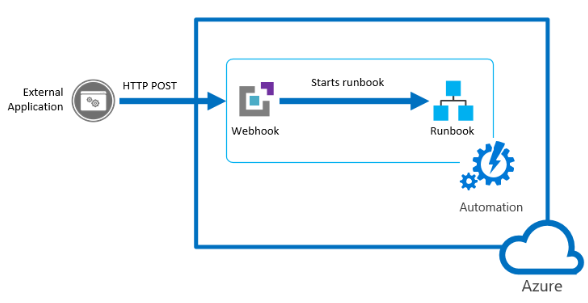 External
Application
HTTP POST
Webhook
Starts runbook
Runbook
Automation
Azure